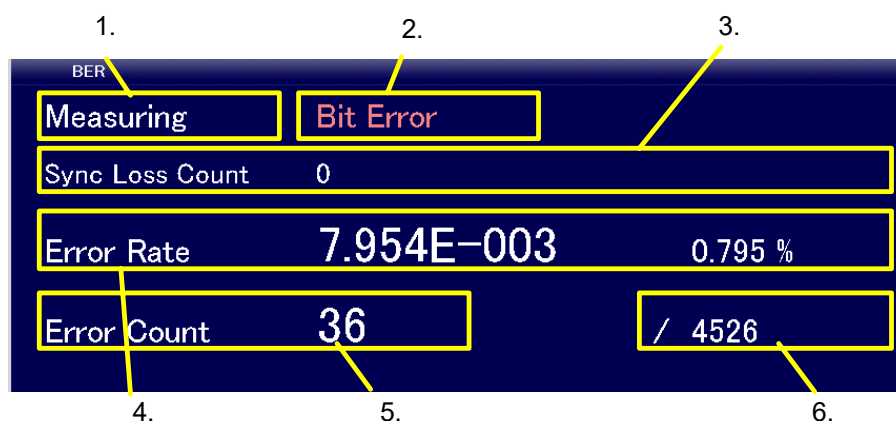 1. 2. 3.
BER
Measuring Bit Error
Sync Loss Count 0
Error Rate 7.954E-003 0.795 %
Error Count 36 / 4526
4. 5. 6.